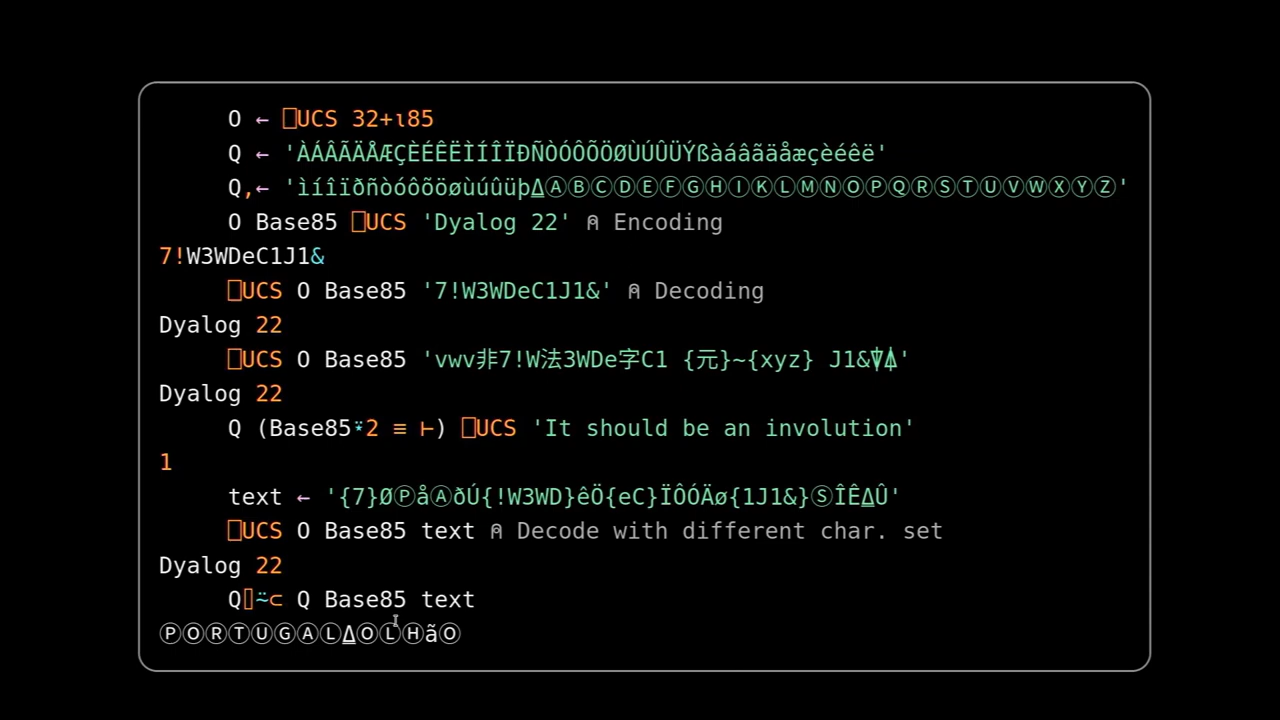 O ← ⎕UCS 32+⍳85
Q ← 'ÀÁÂÃÄÅÆÇÈÉÊËÌÍÎÏÐÑÒÓÔÕÖØÙÚÛÜÝßàáâãäåæçèéêë'
Q,← 'ìíîïðñòóôõöøùúûüþ⍙ⒶⒷⒸⒹⒺⒻⒼⒽⒾⓀⓁⓂⓃⓄⓅⓆⓇⓈⓉⓊⓋⓌⓍⓎⓏ'
O Base85 ⎕UCS 'Dyalog 22' ⍝ Encoding
7!W3WDeC1J1&
⎕UCS O Base85 '7!W3WDeC1J1&' ⍝ Decoding
Dyalog 22
⎕UCS O Base85 'vwv非7!W法3WDe字C1 {元}~{xyz} J1&⍒⍋'
Dyalog 22
Q (Base85⍣2 ≡ ⊢) ⎕UCS 'It should be an involution'
1
text ← '{7}ØⓅåⒶðÚ{!W3WD}êÖ{eC}ÏÔÓÄø{1J1&}ⓈÎÊ⍙Û'
⎕UCS O Base85 text ⍝ Decode with different char. set
Dyalog 22
Q⌷⍨⊂ Q Base85 text
ⓅⓄⓇⓉⓊⒼⒶⓁ⍙ⓄⓁⒽãⓄ